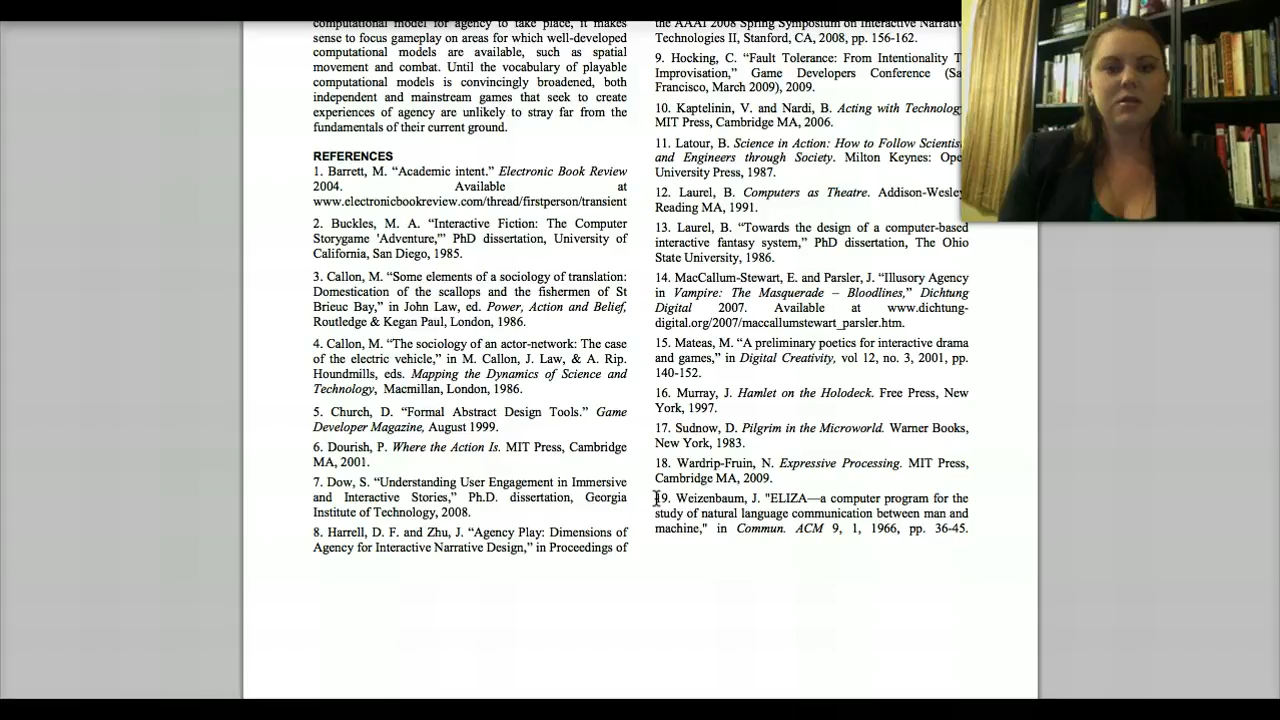 computational model for agency to take place, it makes
sense to focus gameplay on areas for which well-developed
computational models are available, such as spatial
movement and combat. Until the vocabulary of playable
computational models is convincingly broadened, both
independent and mainstream games that seek to create
experiences of agency are unlikely to stray far from the
fundamentals of their current ground.
REFERENCES
1. Barrett, M. “Academic intent.” Electronic Book Review
2004. Available at
www.electronicbookreview.com/thread/firstperson/transient
2. Buckles, M. A. “Interactive Fiction: The Computer
Storygame 'Adventure,'” PhD dissertation, University of
California, San Diego, 1985.
3. Callon, M. “Some elements of a sociology of translation:
Domestication of the scallops and the fishermen of St
Brieuc Bay,” in John Law, ed. Power, Action and Belief,
Routledge & Kegan Paul, London, 1986.
4. Callon, M. “The sociology of an actor-network: The case
of the electric vehicle,” in M. Callon, J. Law, & A. Rip.
Houndmills, eds. Mapping the Dynamics of Science and
Technology, Macmillan, London, 1986.
5. Church, D. “Formal Abstract Design Tools.” Game
Developer Magazine, August 1999.
6. Dourish, P. Where the Action Is. MIT Press, Cambridge
MA, 2001.
7. Dow, S. “Understanding User Engagement in Immersive
and Interactive Stories,” Ph.D. dissertation, Georgia
Institute of Technology, 2008.
8. Harrell, D. F. and Zhu, J. “Agency Play: Dimensions of
Agency for Interactive Narrative Design,” in Proceedings of
the AAAI 2008 Spring Symposium on Interactive Narrativ
Technologies II, Stanford, CA, 2008, pp. 156-162.
9. Hocking, C. “Fault Tolerance: From Intentionality T
Improvisation,” Game Developers Conference (Sa
Francisco, March 2009), 2009.
10. Kaptelinin, V. and Nardi, B. Acting with Technology
MIT Press, Cambridge MA, 2006.
11. Latour, B. Science in Action: How to Follow Scientis
and Engineers through Society. Milton Keynes: Ope
University Press, 1987.
12. Laurel, B. Computers as Theatre. Addison-Wesley
Reading MA, 1991.
13. Laurel, B. “Towards the design of a computer-based
interactive fantasy system,” PhD dissertation, The Ohio
State University, 1986.
14. MacCallum-Stewart, E. and Parsler, J. “Illusory Agency
in Vampire: The Masquerade – Bloodlines,” Dichtung
Digital 2007. Available at www.dichtung-
digital.org/2007/maccallumstewart_parsler.htm.
15. Mateas, M. “A preliminary poetics for interactive drama
and games,” in Digital Creativity, vol 12, no. 3, 2001, pp.
140-152.
16. Murray, J. Hamlet on the Holodeck. Free Press, New
York, 1997.
17. Sudnow, D. Pilgrim in the Microworld. Warner Books,
New York, 1983.
18. Wardrip-Fruin, N. Expressive Processing. MIT Press,
Cambridge MA, 2009.
19. Weizenbaum, J. "ELIZA—a computer program for the
study of natural language communication between man and
machine," in Commun. ACM 9, 1, 1966, pp. 36-45.